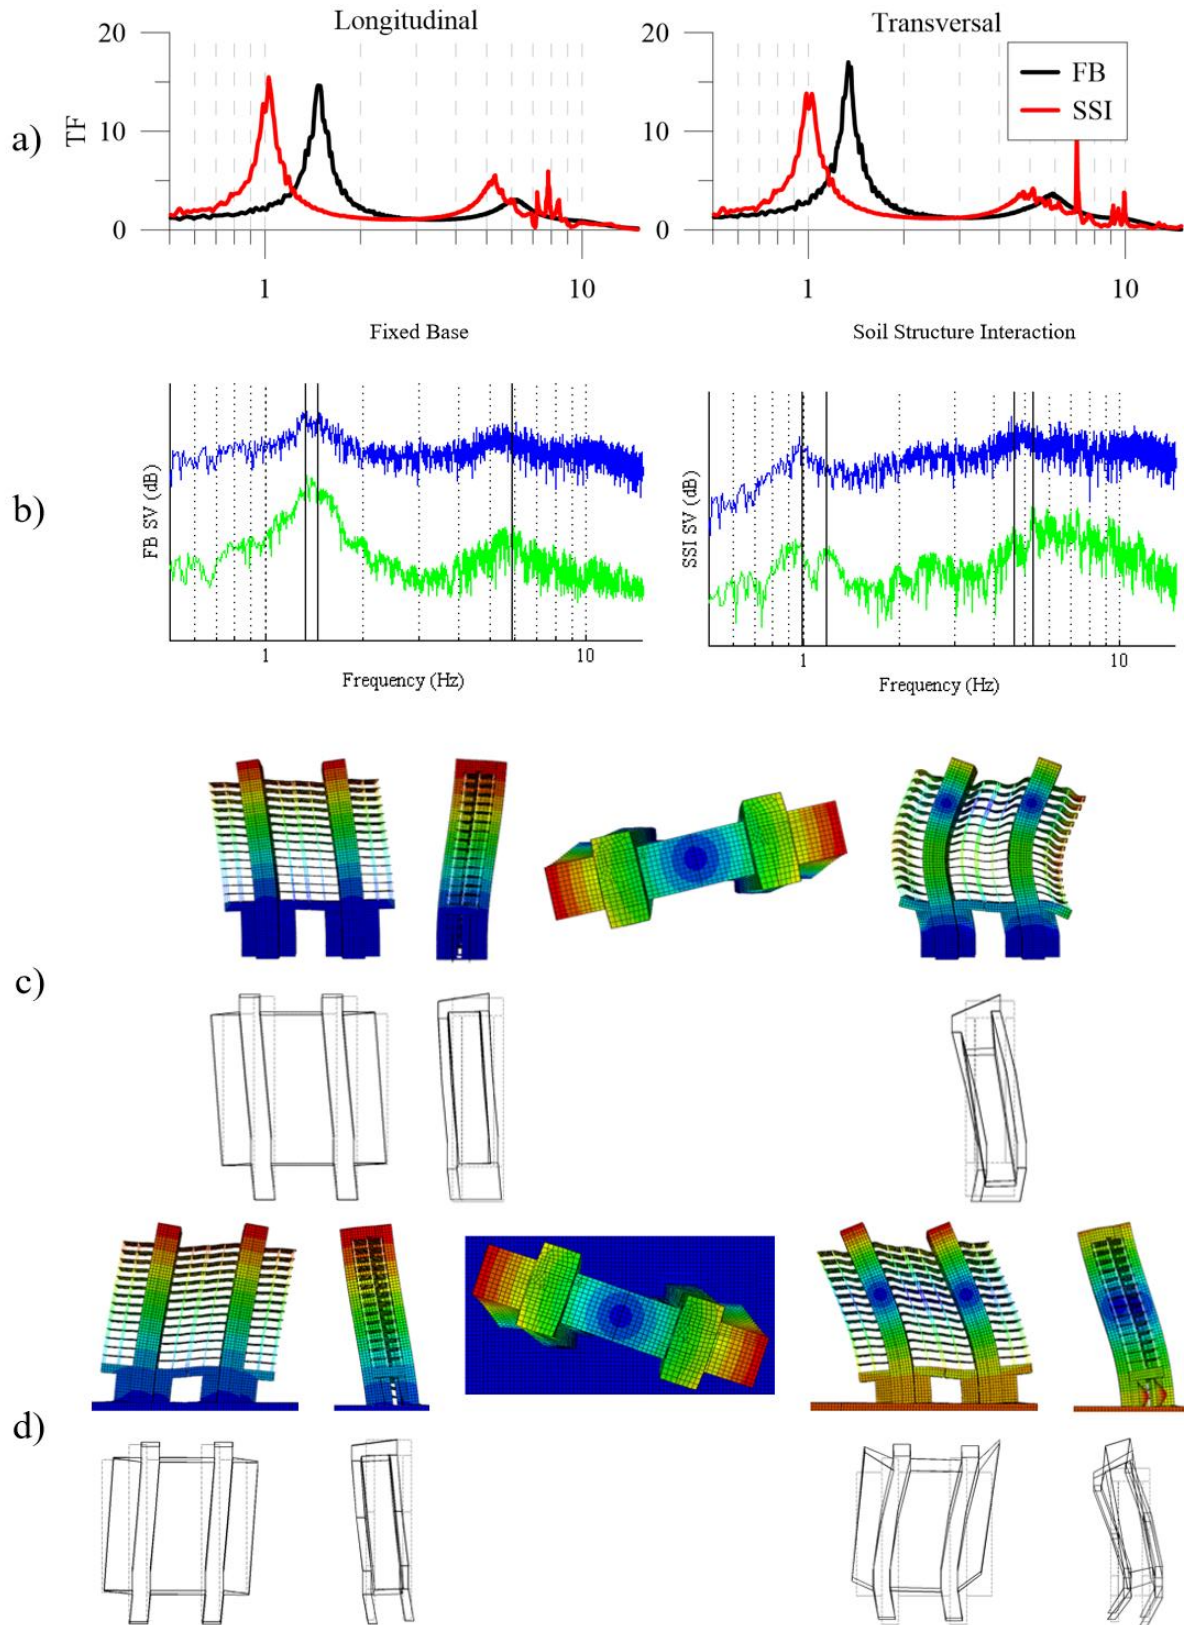 Longitudinal
Transversal
a)
TF
20
10
0
1
10
20
10
0
1
10
FB
SSI
Fixed Base
Soil Structure Interaction
b)
FB SV (dB)
1
10
Frequency (Hz)
SSI SV (dB)
1
10
Frequency (Hz)
c)
d)